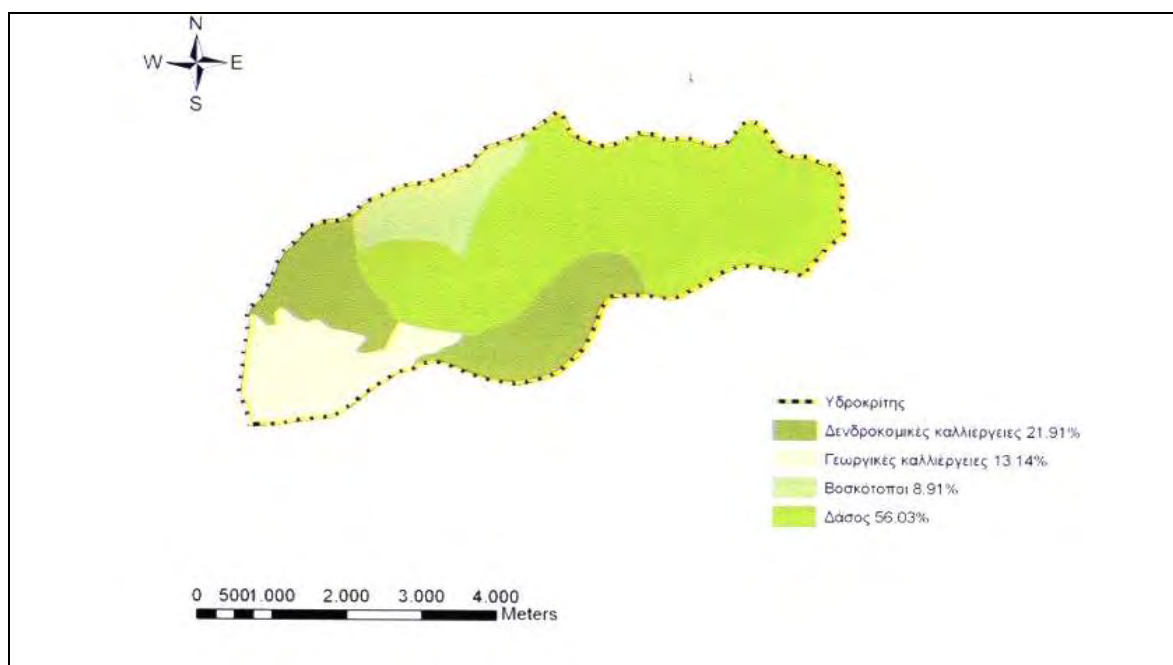 N
W E
S
Υδροκρίτης
Δενδροκομικές καλλιέργειες 21.91%
Γεωργικές καλλιέργειες 13.14%
Βοσκότοποι 8.91%
Δάσος 56.03%
0 5001.000 2.000 3.000 4.000
Meters